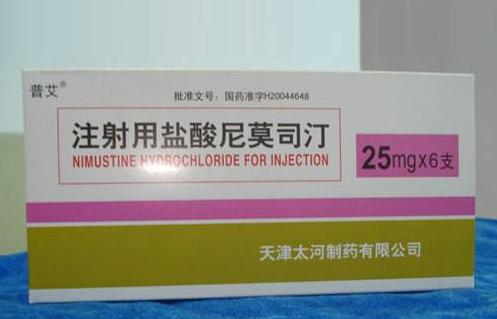 普艾®
批准文号：国药准字H20044648
注射用盐酸尼莫司汀
NIMUSTINE HYDROCHLORIDE FOR INJECTION
25mg×6支
天津太河制药有限公司